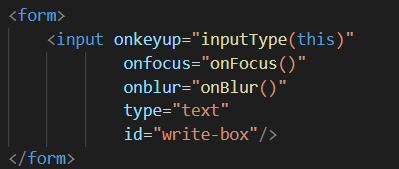 <form>
<input onkeyup="inputType(this)"
onfocus="onFocus()"
onblur="onBlur()"
type="text"
id="write-box"/>
</form>